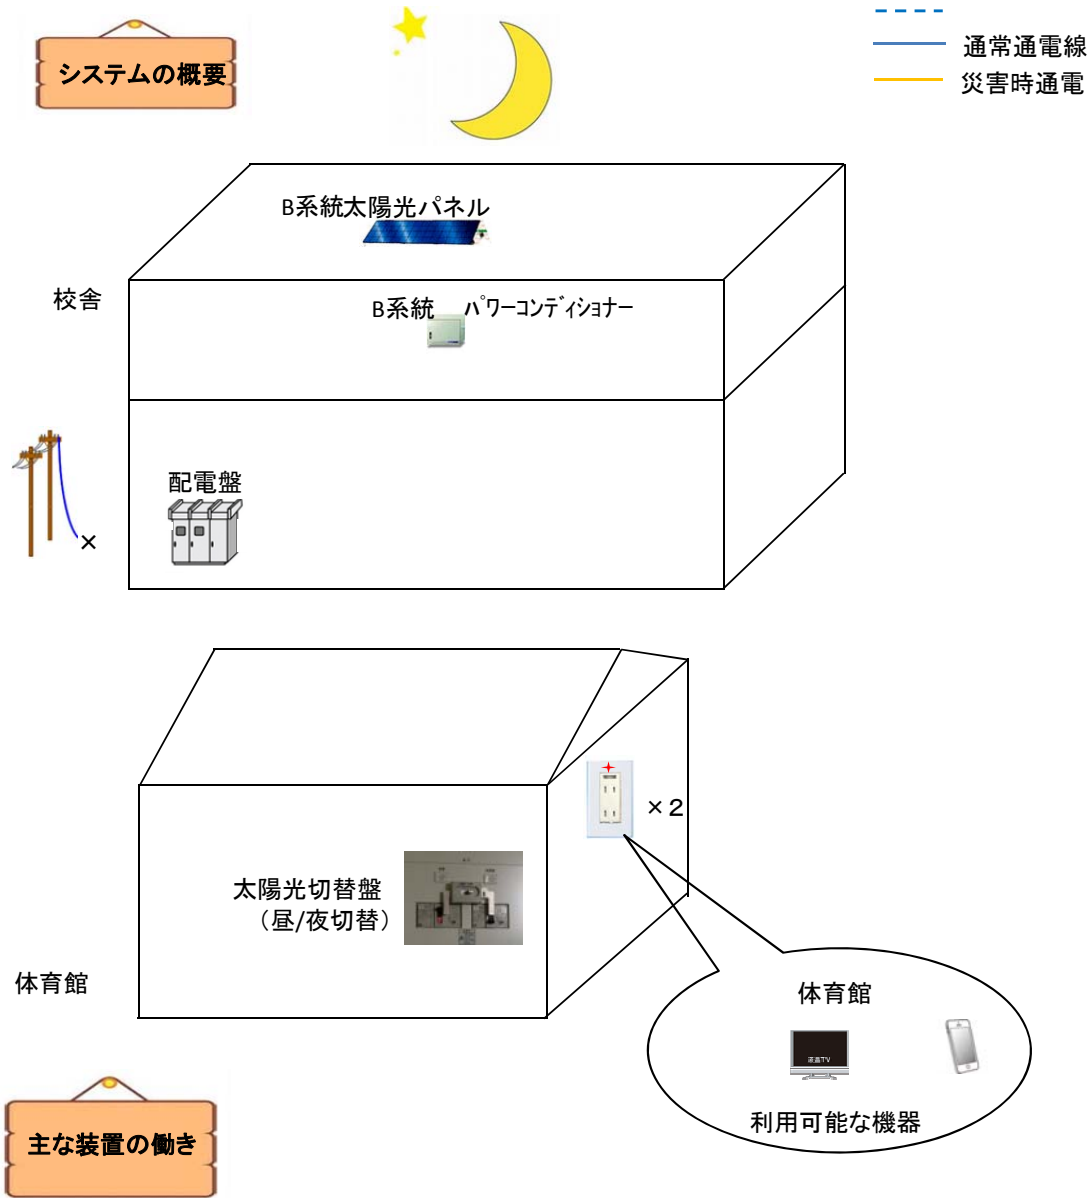 システムの概要
通常通電線
災害時通電
B系統太陽光パネル
校舎
B系統 ﾊﾟﾜｰｺﾝﾃﾞｨｼｮﾅｰ
配電盤
×
×２
太陽光切替盤
（昼/夜切替）
体育館
体育館
液晶TV
利用可能な機器
主な装置の働き